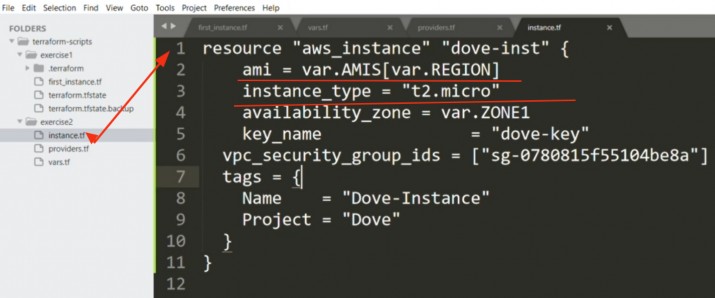 File Edit Selection Find View Goto Tools Project Preferences Help
FOLDERS
terraform-scripts
exercise1
.terraform
first_instance.tf
terraform.tfstate
terraform.tfstate.backup
exercise2
instance.tf
providers.tf
vars.tf
first_instance.tf × vars.tf × providers.tf × instance.tf ×
1 resource "aws_instance" "dove-inst" {
2 ami = var.AMIS[var.REGION]
3 instance_type = "t2.micro"
4 availability_zone = var.ZONE1
5 key_name = "dove-key"
6 vpc_security_group_ids = ["sg-0780815f55104be8a"]
7 tags = {
8 Name = "Dove-Instance"
9 Project = "Dove"
10 }
11 }
12